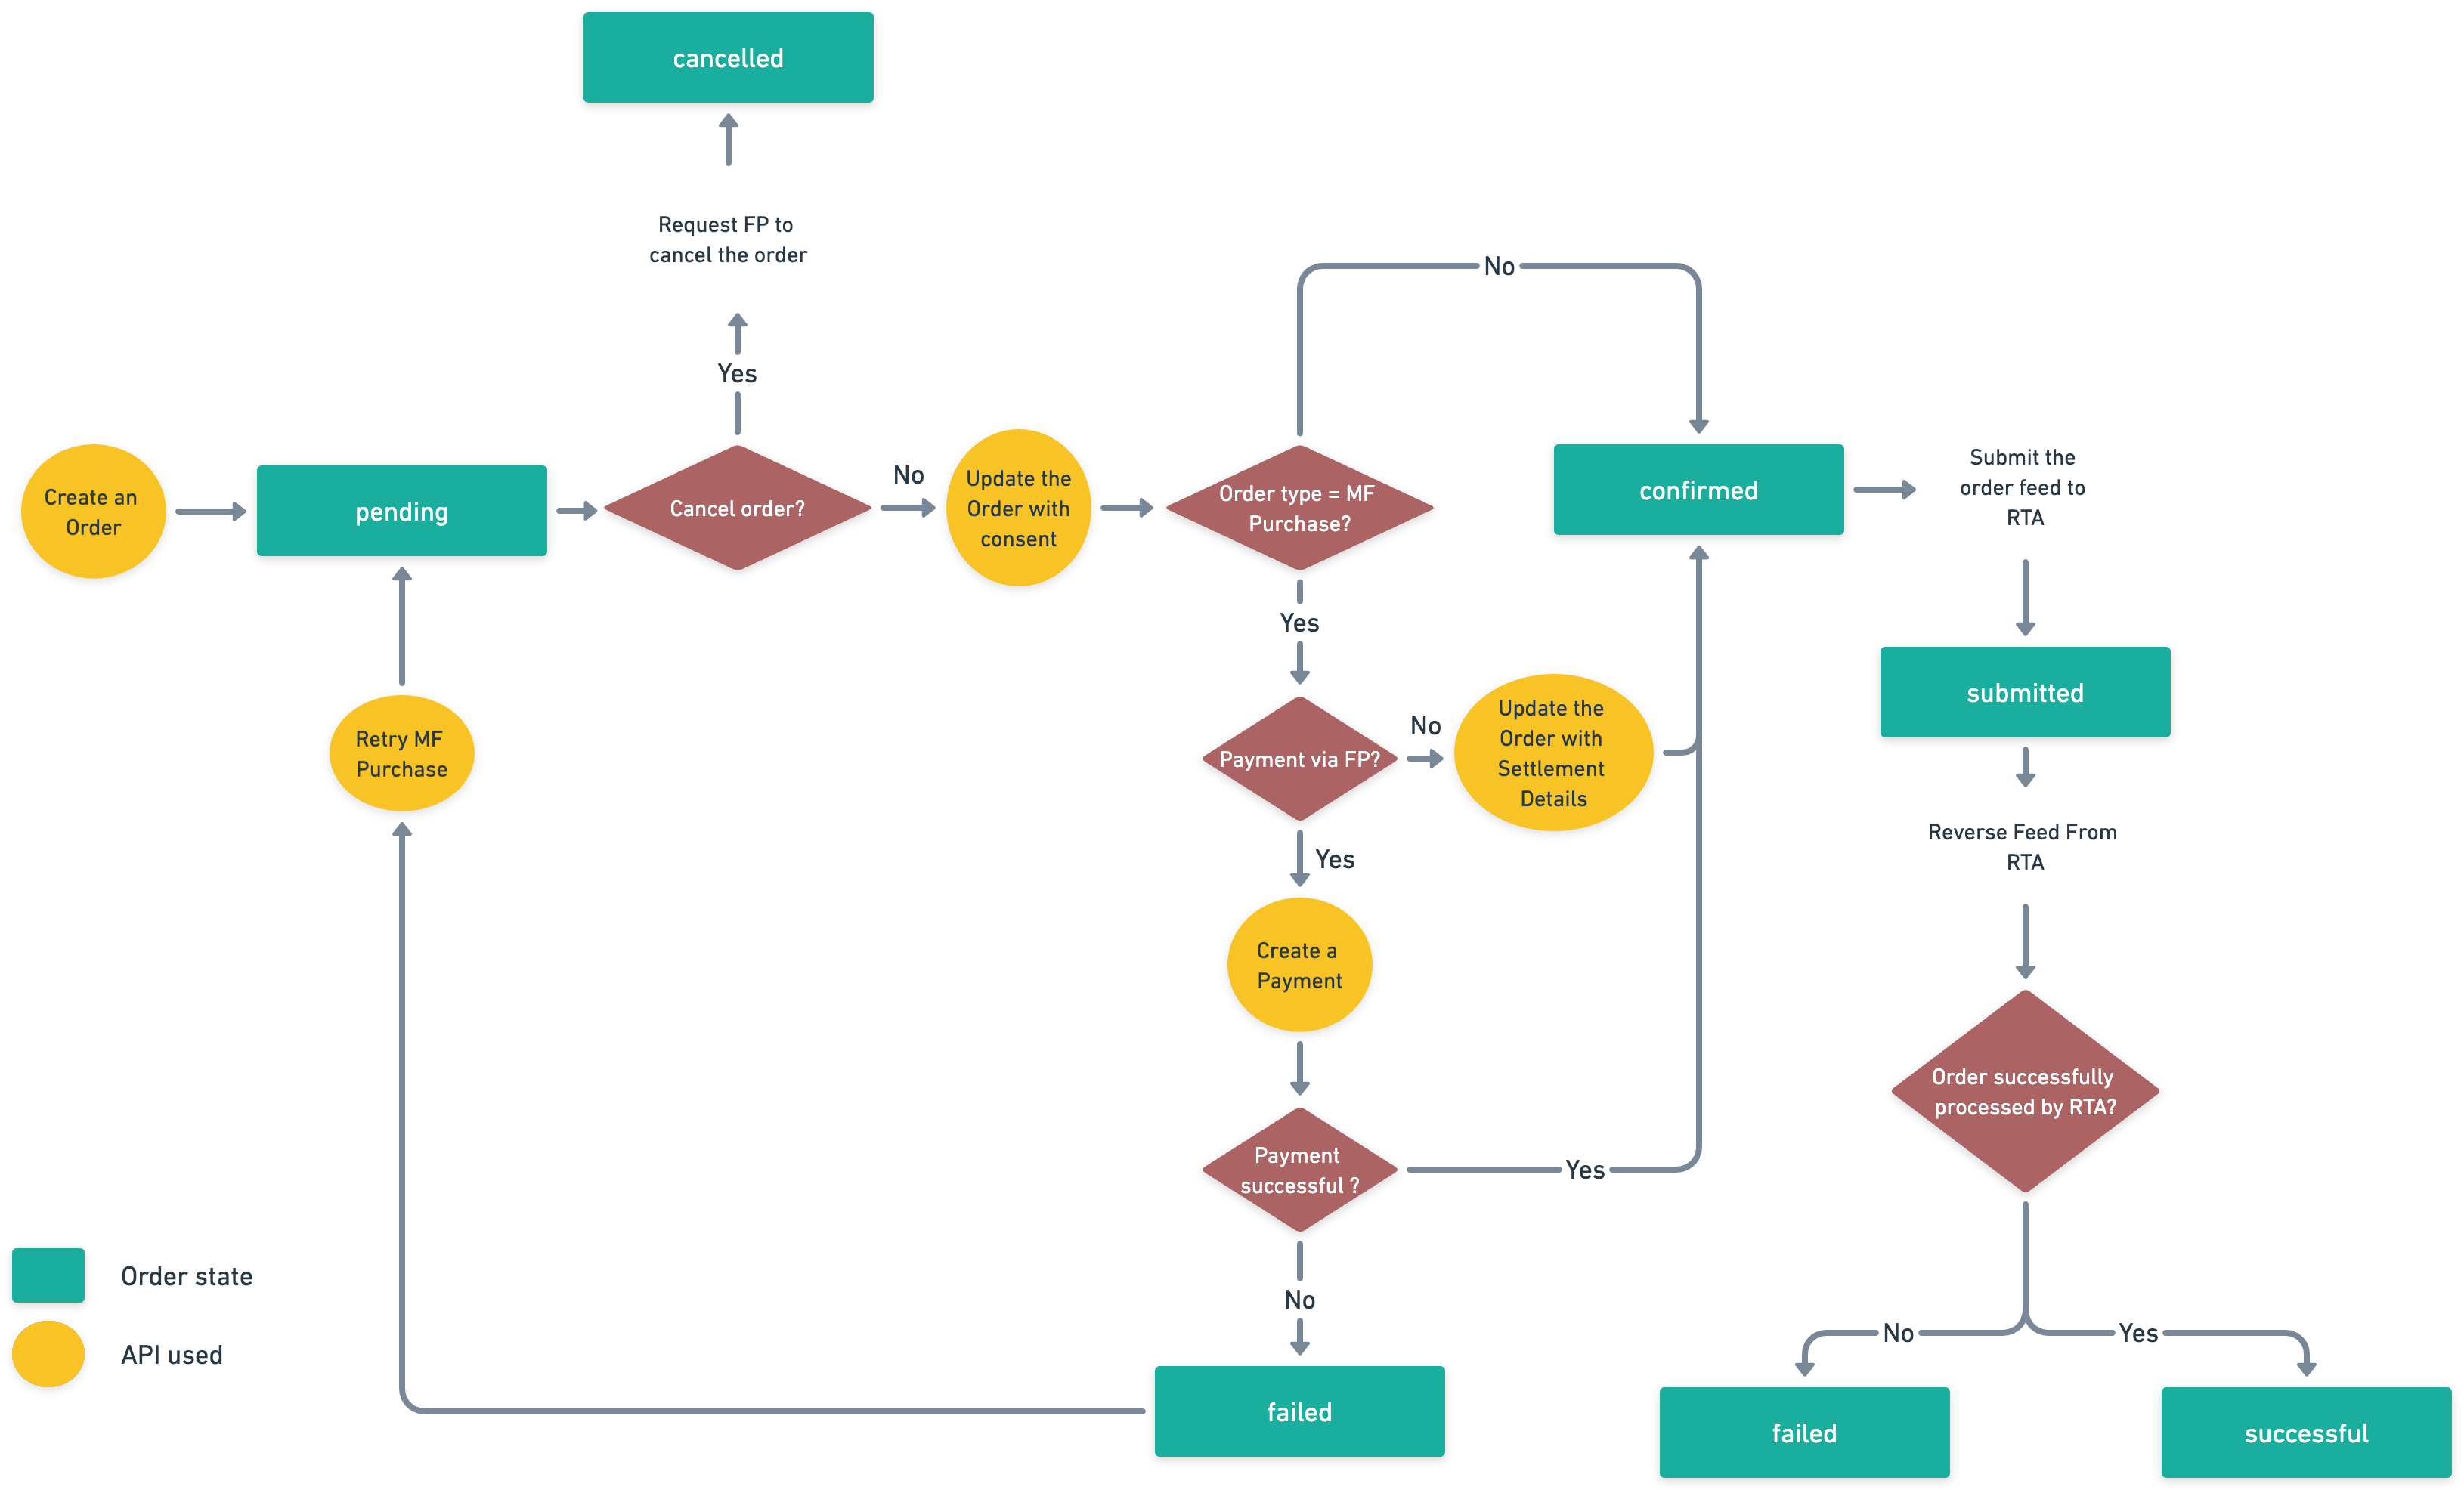 cancelled
Request FP to
cancel the order
Yes
No
Create an
Order
pending
Cancel order?
No
Update the
Order with
consent
Order type = MF
Purchase?
confirmed
Submit the
order feed to
RTA
Yes
submitted
Retry MF
Purchase
Payment via FP?
No
Update the
Order with
Settlement
Details
Reverse Feed From
RTA
Yes
Create a
Payment
Order successfully
processed by RTA?
Payment
successful ?
Yes
No
No
Yes
Order state
API used
failed
failed
successful